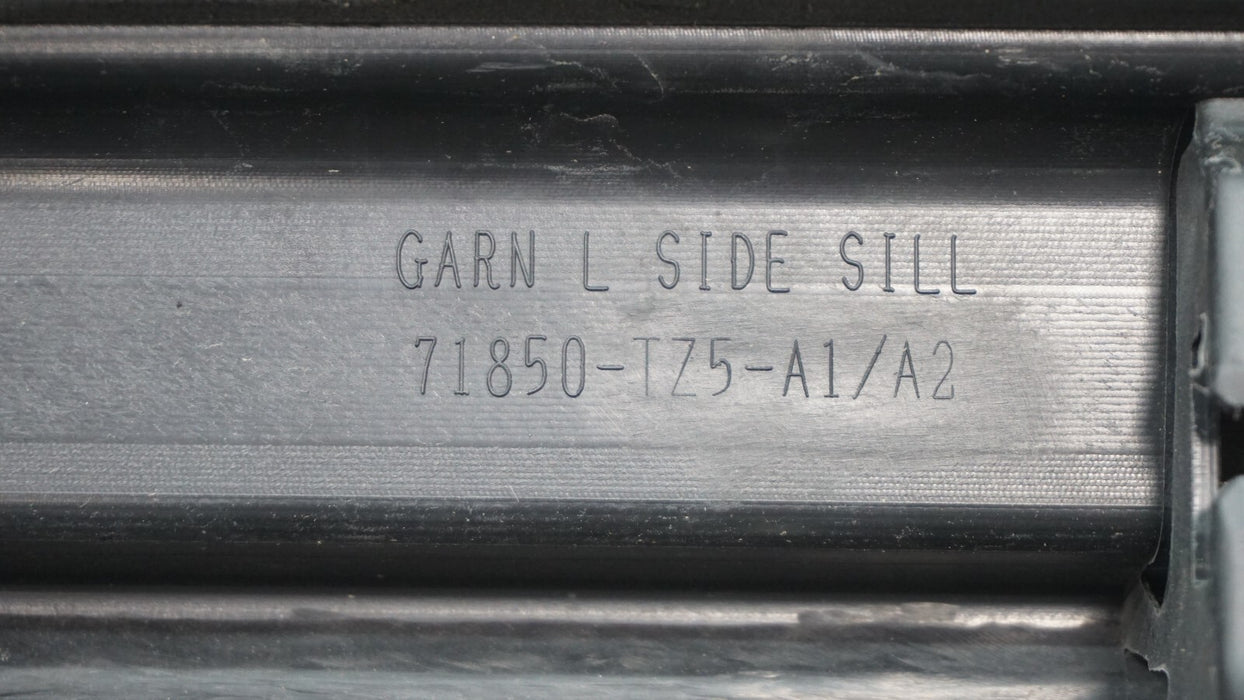 GARN L SIDE SILL
71850-TZ5-A1/A2